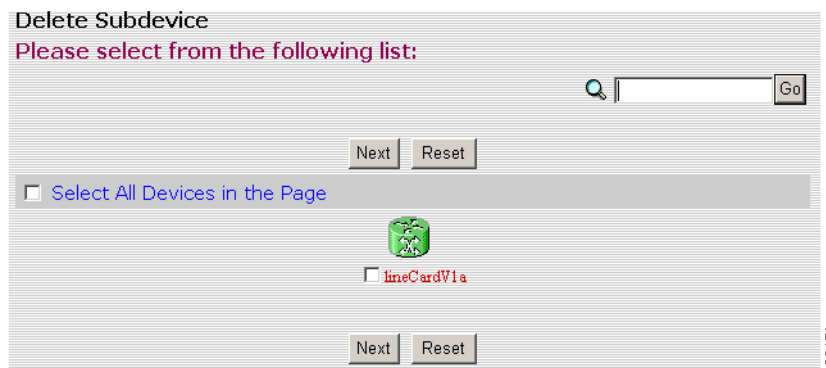 Delete Subdevice
Please select from the following list:
Go
Next Reset
Select All Devices in the Page
lineCardV1a
Next Reset